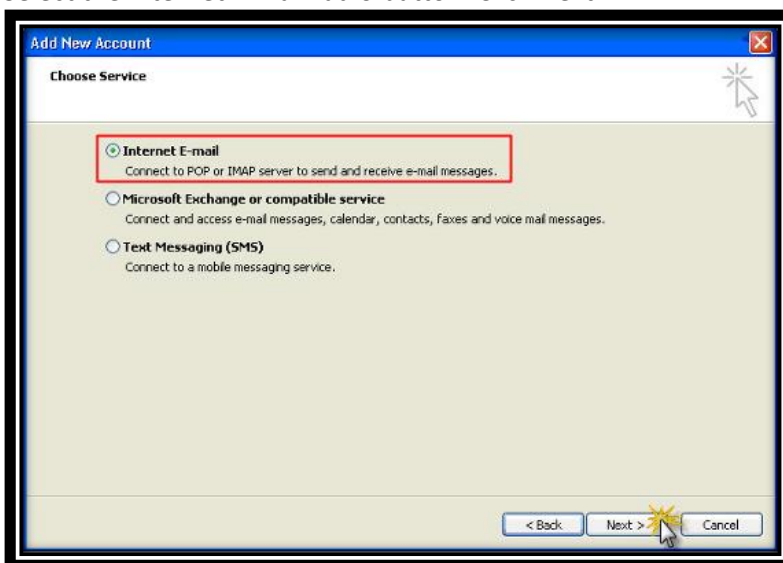 Add New Account
Choose Service
Internet E-mail
Connect to POP or IMAP server to send and receive e-mail messages.
Microsoft Exchange or compatible service
Connect and access e-mail messages, calendar, contacts, faxes and voice mail messages.
Text Messaging (SMS)
Connect to a mobile messaging service.
< Back Next > Cancel